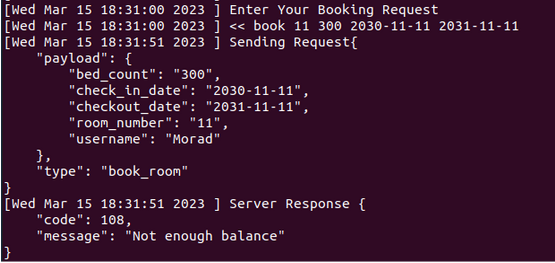 [Wed Mar 15 18:31:00 2023 ] Enter Your Booking Request
[Wed Mar 15 18:31:00 2023 ] << book 11 300 2030-11-11 2031-11-11
[Wed Mar 15 18:31:51 2023 ] Sending Request{
    "payload": {
        "bed_count": "300",
        "check_in_date": "2030-11-11",
        "checkout_date": "2031-11-11",
        "room_number": "11",
        "username": "Morad"
    },
    "type": "book_room"
}
[Wed Mar 15 18:31:51 2023 ] Server Response {
    "code": 108,
    "message": "Not enough balance"
}